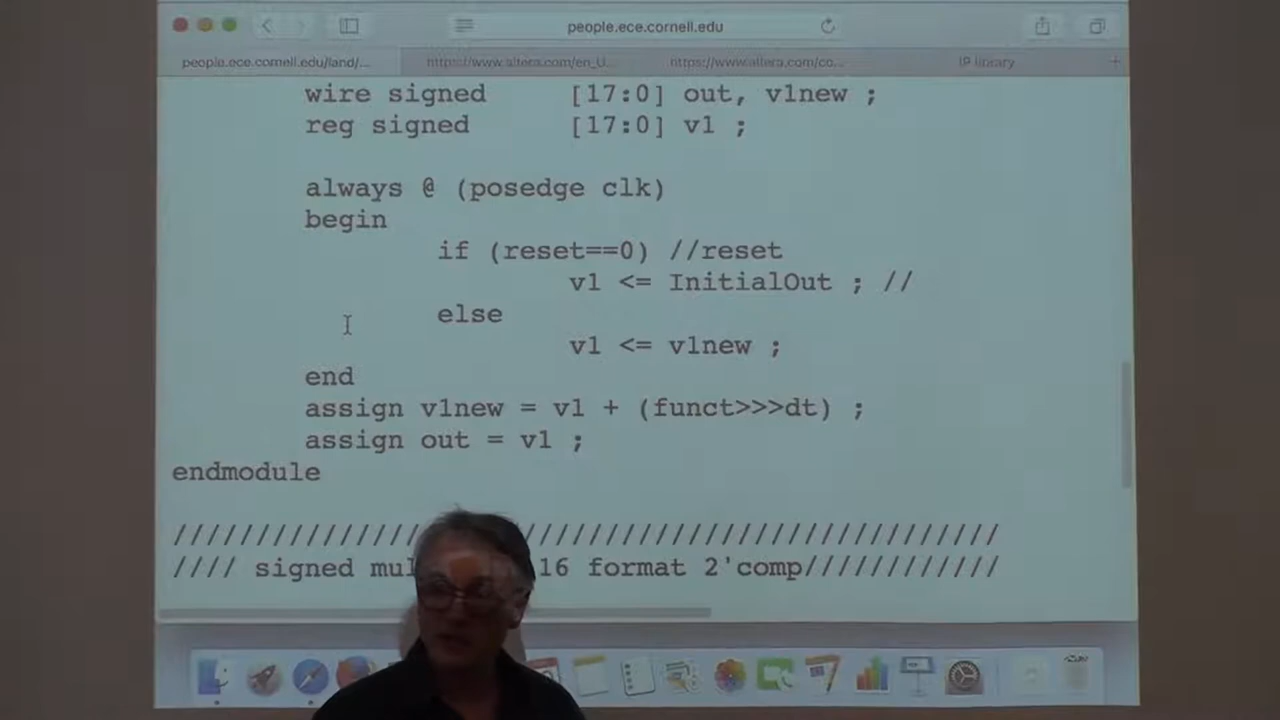 people.ece.cornell.edu
people.ece.cornell.edu/land/...
https://www.altera.com/en_U...
https://www.altera.com/co...
IP library
wire signed [17:0] out, v1new ;
reg signed [17:0] v1 ;
always @ (posedge clk)
begin
if (reset==0) //reset
v1 <= InitialOut ; //
else
v1 <= v1new ;
end
assign v1new = v1 + (funct>>>dt) ;
assign out = v1 ;
endmodule
//////////////////////////////////////////////////
//// signed mul 16 format 2'comp////////////